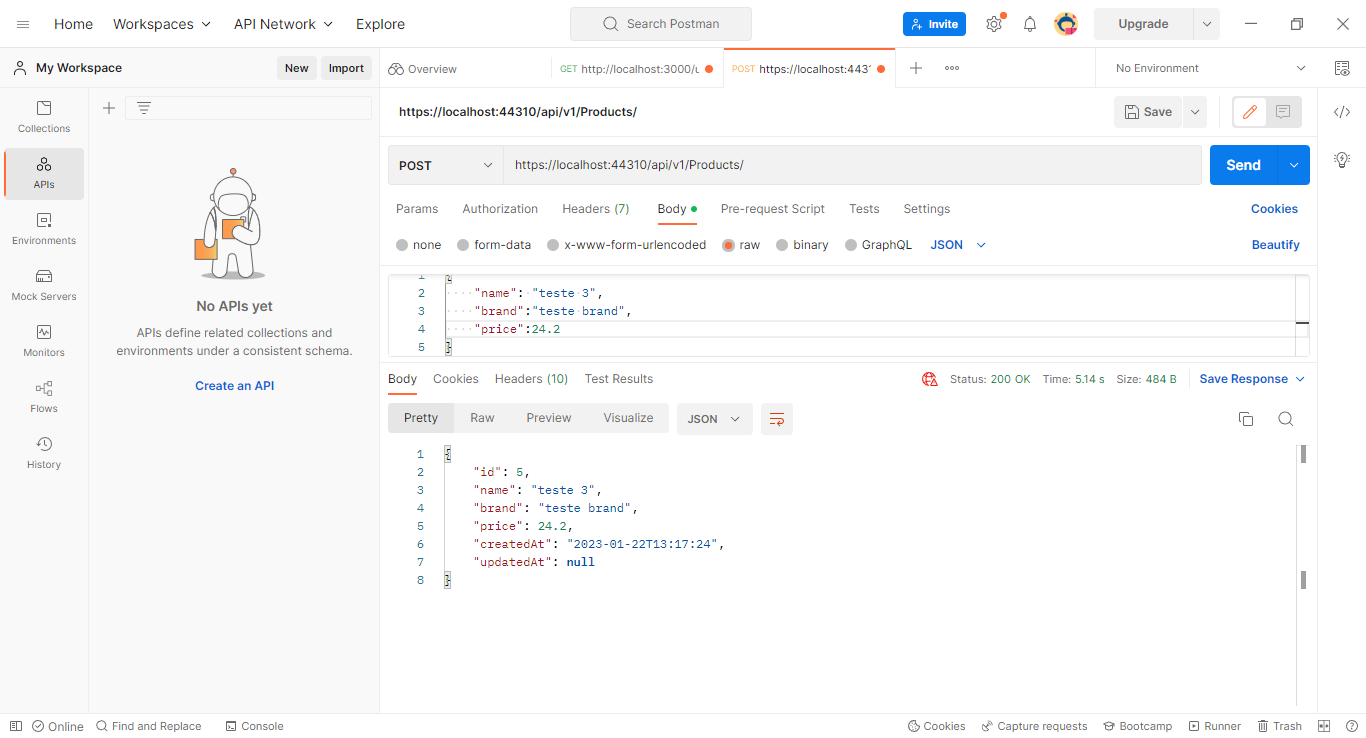 Home Workspaces API Network Explore Search Postman Invite Upgrade
My Workspace New Import Overview GET http://localhost:3000/u POST https://localhost:443 No Environment
Collections
APIs
Environments
Mock Servers
Monitors
Flows
History
No APIs yet
APIs define related collections and
environments under a consistent schema.
Create an API
https://localhost:44310/api/v1/Products/ Save
POST https://localhost:44310/api/v1/Products/ Send
Params Authorization Headers (7) Body Pre-request Script Tests Settings Cookies
none form-data x-www-form-urlencoded raw binary GraphQL JSON Beautify
1 {
2 "name": "teste 3",
3 "brand":"teste brand",
4 "price":24.2
5 }
Body Cookies Headers (10) Test Results Status: 200 OK Time: 5.14 s Size: 484 B Save Response
Pretty Raw Preview Visualize JSON
1 {
2 "id": 5,
3 "name": "teste 3",
4 "brand": "teste brand",
5 "price": 24.2,
6 "createdAt": "2023-01-22T13:17:24",
7 "updatedAt": null
8 }
Online Find and Replace Console Cookies Capture requests Bootcamp Runner Trash